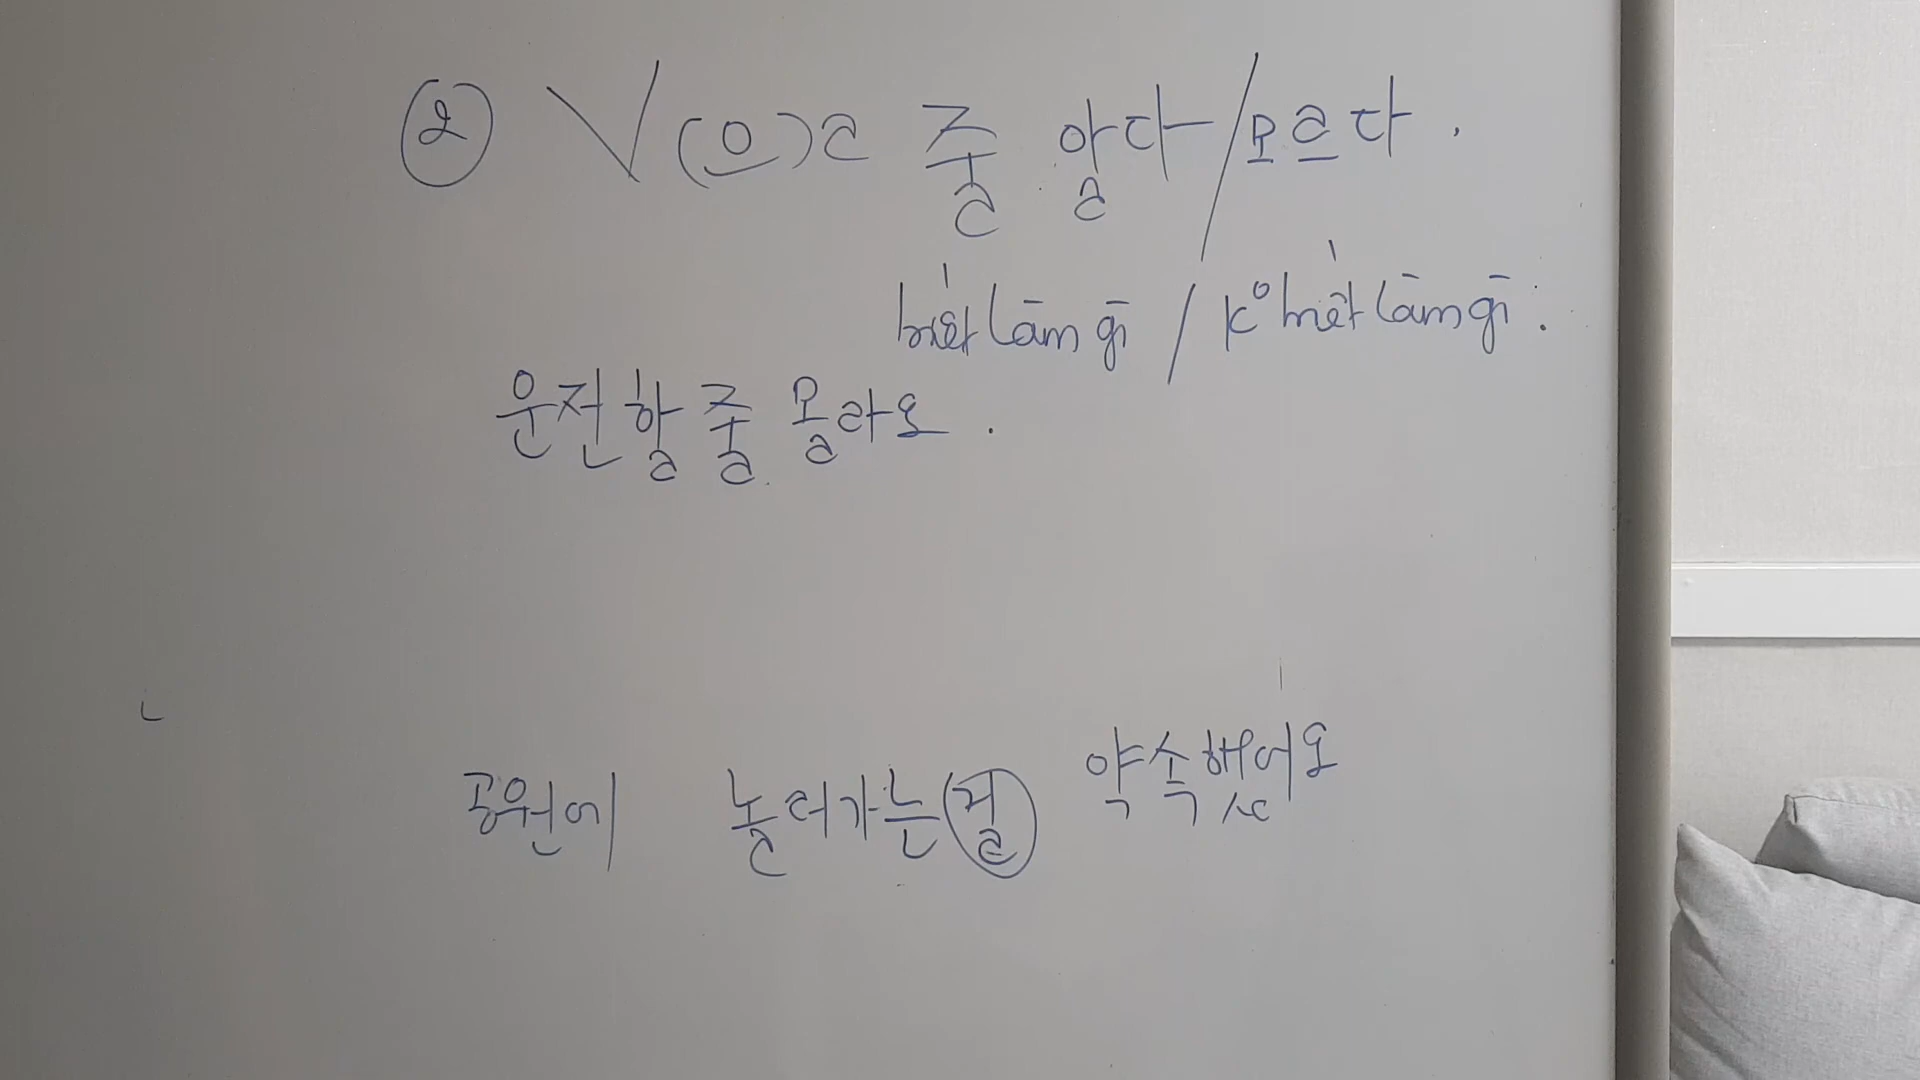 ② V(으)ㄹ 줄 알다/모르다.
biết làm gì / kº biết làm gì.
운전할 줄 몰라요.
공원에 놀러가는걸 약속했어요